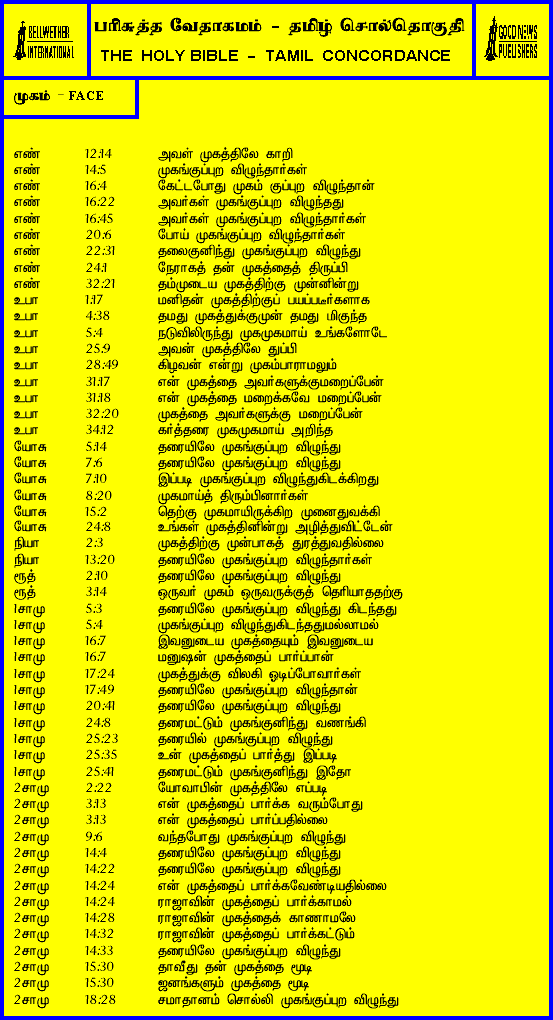 BELLWETHER INTERNATIONAL
பரிசுத்த வேதாகமம் - தமிழ் சொல்தொகுதி
THE HOLY BIBLE - TAMIL CONCORDANCE
GOOD NEWS PUBLISHERS
முகம் - FACE
எண் 12:14 அவள் முகத்திலே காறி
எண் 14:5 முகங்குப்புற விழுந்தார்கள்
எண் 16:4 கேட்டபோது முகம் குப்புற விழுந்தான்
எண் 16:22 அவர்கள் முகங்குப்புற விழுந்தது
எண் 16:45 அவர்கள் முகங்குப்புற விழுந்தார்கள்
எண் 20:6 போய் முகங்குப்புற விழுந்தார்கள்
எண் 22:31 தலைகுனிந்து முகங்குப்புற விழுந்து
எண் 24:1 நேராகத் தன் முகத்தைத் திருப்பி
எண் 32:21 தம்முடைய முகத்திற்கு முன்னின்று
உபா 1:17 மனிதன் முகத்திற்குப் பயப்படீர்களாக
உபா 4:38 தமது முகத்துக்குமுன் தமது மிகுந்த
உபா 5:4 நடுவிலிருந்து முகமுகமாய் உங்களோடே
உபா 25:9 அவன் முகத்திலே துப்பி
உபா 28:49 கிழவன் என்று முகம்பாராமலும்
உபா 31:17 என் முகத்தை அவர்களுக்குமறைப்பேன்
உபா 31:18 என் முகத்தை மறைக்கவே மறைப்பேன்
உபா 32:20 முகத்தை அவர்களுக்கு மறைப்பேன்
உபா 34:12 கர்த்தரை முகமுகமாய் அறிந்த
யோசு 5:14 தரையிலே முகங்குப்புற விழுந்து
யோசு 7:6 தரையிலே முகங்குப்புற விழுந்து
யோசு 7:10 இப்படி முகங்குப்புற விழுந்துகிடக்கிறது
யோசு 8:20 முகமாய்த் திரும்பினார்கள்
யோசு 15:2 தெற்கு முகமாயிருக்கிற முனைதுவக்கி
யோசு 24:8 உங்கள் முகத்தினின்று அழித்துவிட்டேன்
நியா 2:3 முகத்திற்கு முன்பாகத் துரத்துவதில்லை
நியா 13:20 தரையிலே முகங்குப்புற விழுந்தார்கள்
ரூத் 2:10 தரையிலே முகங்குப்புற விழுந்து
ரூத் 3:14 ஒருவர் முகம் ஒருவருக்குத் தெரியாததற்கு
1சாமு 5:3 தரையிலே முகங்குப்புற விழுந்து கிடந்தது
1சாமு 5:4 முகங்குப்புற விழுந்துகிடந்ததுமல்லாமல்
1சாமு 16:7 இவனுடைய முகத்தையும் இவனுடைய
1சாமு 16:7 மனுஷன் முகத்தைப் பார்ப்பான்
1சாமு 17:24 முகத்துக்கு விலகி ஓடிப்போவார்கள்
1சாமு 17:49 தரையிலே முகங்குப்புற விழுந்தான்
1சாமு 20:41 தரையிலே முகங்குப்புற விழுந்து
1சாமு 24:8 தரைமட்டும் முகங்குனிந்து வணங்கி
1சாமு 25:23 தரையில் முகங்குப்புற விழுந்து
1சாமு 25:35 உன் முகத்தைப் பார்த்து இப்படி
1சாமு 25:41 தரைமட்டும் முகங்குனிந்து இதோ
2சாமு 2:22 யோவாபின் முகத்திலே எப்படி
2சாமு 3:13 என் முகத்தைப் பார்க்க வரும்போது
2சாமு 3:13 என் முகத்தைப் பார்ப்பதில்லை
2சாமு 9:6 வந்தபோது முகங்குப்புற விழுந்து
2சாமு 14:4 தரையிலே முகங்குப்புற விழுந்து
2சாமு 14:22 தரையிலே முகங்குப்புற விழுந்து
2சாமு 14:24 என் முகத்தைப் பார்க்கவேண்டியதில்லை
2சாமு 14:24 ராஜாவின் முகத்தைப் பார்க்காமல்
2சாமு 14:28 ராஜாவின் முகத்தைக் காணாமலே
2சாமு 14:32 ராஜாவின் முகத்தைப் பார்க்கட்டும்
2சாமு 14:33 தரையிலே முகங்குப்புற விழுந்து
2சாமு 15:30 தாவீது தன் முகத்தை மூடி
2சாமு 15:30 ஜனங்களும் முகத்தை மூடி
2சாமு 18:28 சமாதானம் சொல்லி முகங்குப்புற விழுந்து